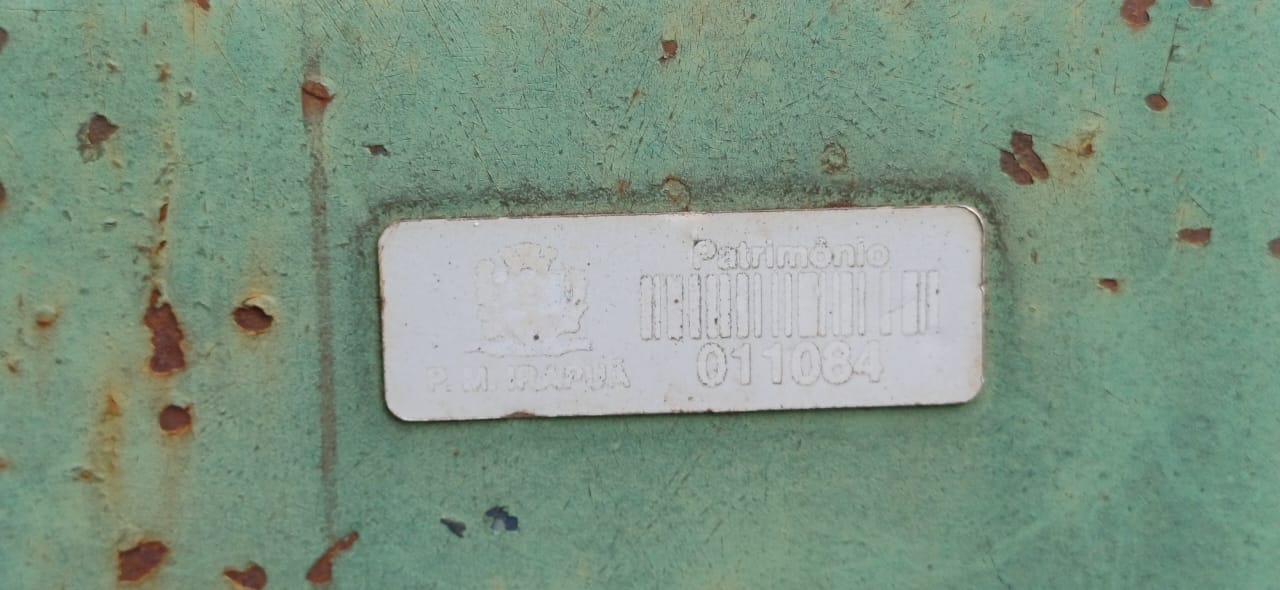 P. M. IRAPUÃ
Patrimônio
011084